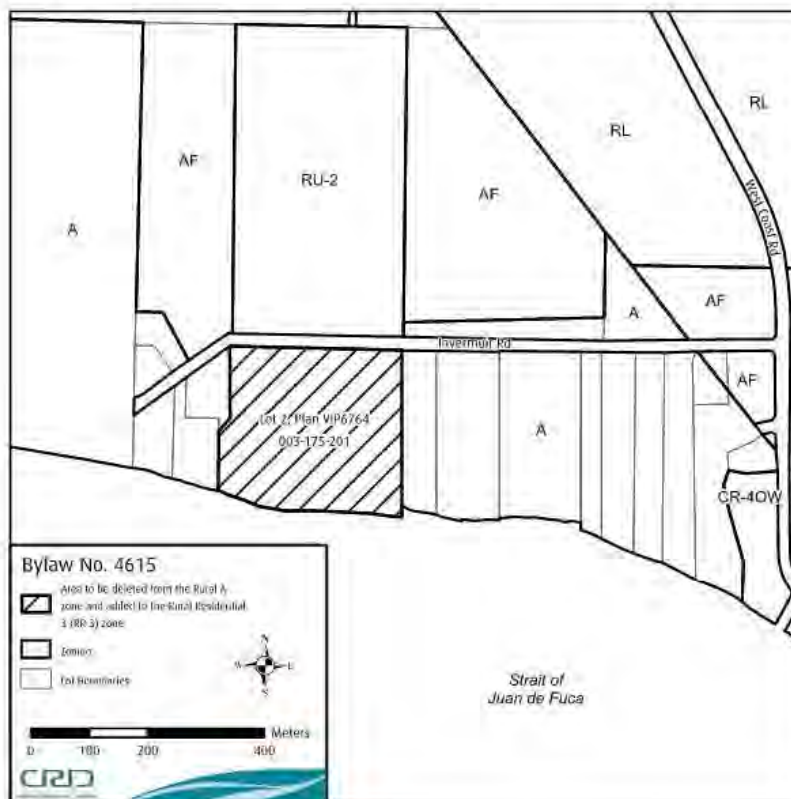 RL
RL
AF
RU-2
AF
A
West Coast Rd
AF
A
Invermuir Rd
AF
Lot 2, Plan VIP6764
003-175-201
A
CR-4OW
Bylaw No. 4615
Area to be deleted from the Rural A
zone and added to the Rural Residential
3 (RR-3) zone
Zoning
Lot Boundaries
N
W E
S
Meters
0 100 200 400
Strait of
Juan de Fuca
CRD